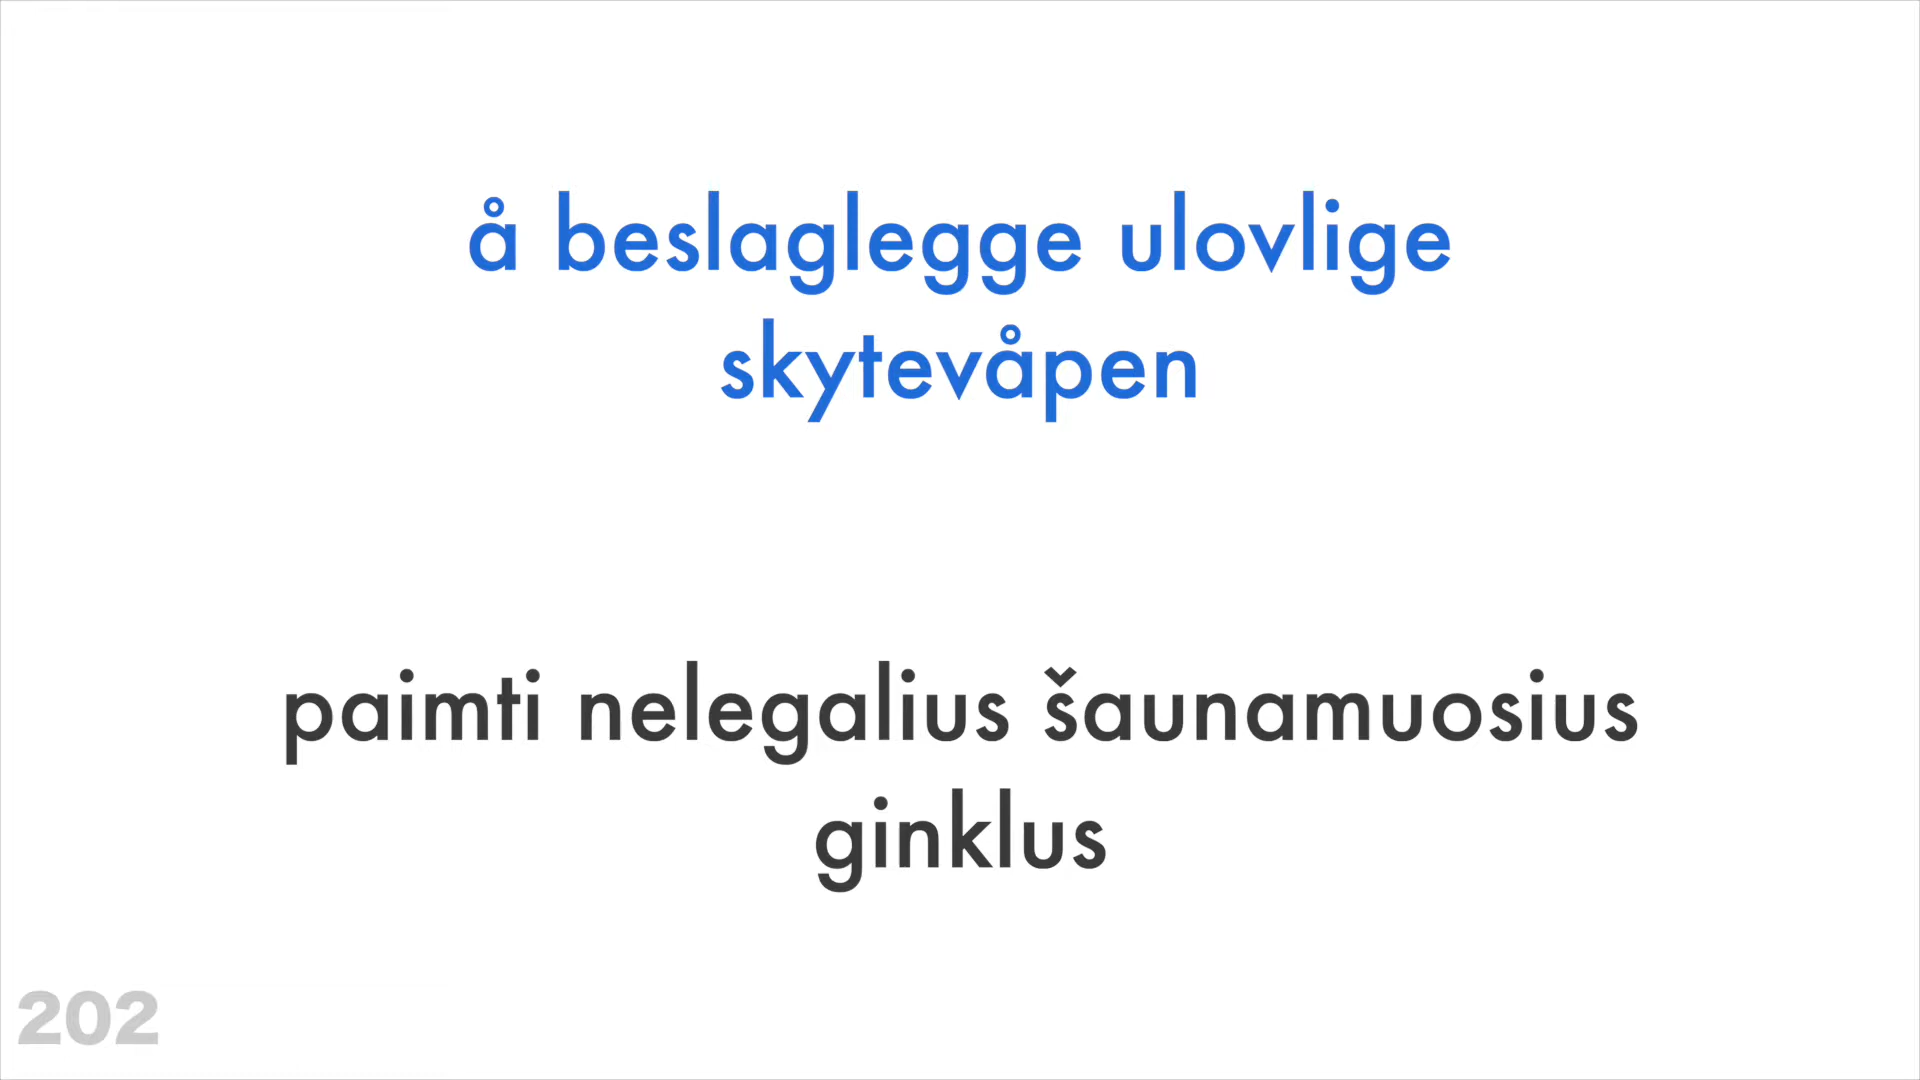 å beslaglegge ulovlige
skytevåpen
paimti nelegalius šaunamuosius
ginklus
202